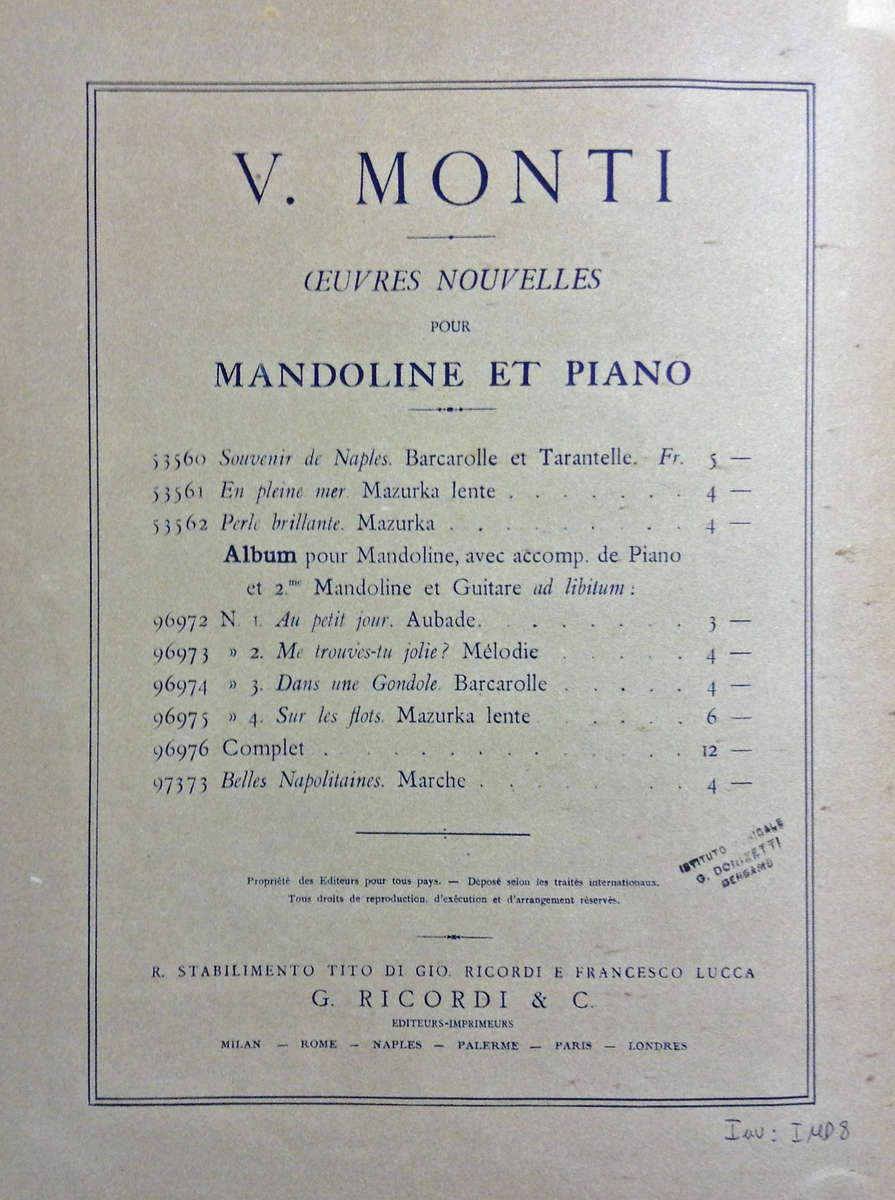 V. MONTI
ŒUVRES NOUVELLES
POUR
MANDOLINE ET PIANO
53560 Souvenir de Naples. Barcarolle et Tarantelle. Fr. 5 —
53561 En pleine mer. Mazurka lente . . . . . . . 4 —
53562 Perle brillante. Mazurka . . . . . . . . 4 —
Album pour Mandoline, avec accomp. de Piano
et 2.me Mandoline et Guitare ad libitum :
96972 N. 1. Au petit jour. Aubade. . . . . . . . 3 —
96973 » 2. Me trouves-tu jolie ? Mélodie . . . . . 4 —
96974 » 3. Dans une Gondole. Barcarolle . . . . . 4 —
96975 » 4. Sur les flots. Mazurka lente . . . . . 6 —
96976 Complet . . . . . . . . . . . . 12 —
97373 Belles Napolitaines. Marche . . . . . . . 4 —
ISTITUTO
G. DONIZETTI
BERGAMO
Propriété des Editeurs pour tous pays. — Déposé selon les traités internationaux.
Tous droits de reproduction, d'exécution et d'arrangement réservés.
R. STABILIMENTO TITO DI GIO. RICORDI E FRANCESCO LUCCA
G. RICORDI & C.
EDITEURS-IMPRIMEURS
MILAN — ROME — NAPLES — PALERME — PARIS — LONDRES
Inv : IMD8